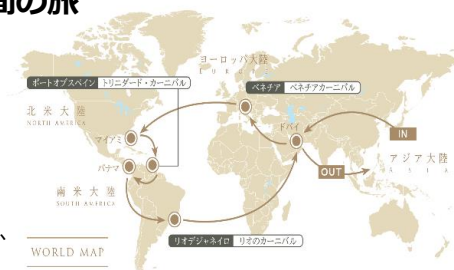 間の旅
ヨーロッパ大陸
EUROPE
ポートオブスペイン トリニダード・カーニバル
ベネチア ベネチアカーニバル
北米大陸
NORTH AMERICA
マイアミ
ドバイ
IN
アジア大陸
ASIA
パナマ
OUT
南米大陸
SOUTH AMERICA
、
リオデジャネイロ リオのカーニバル
WORLD MAP